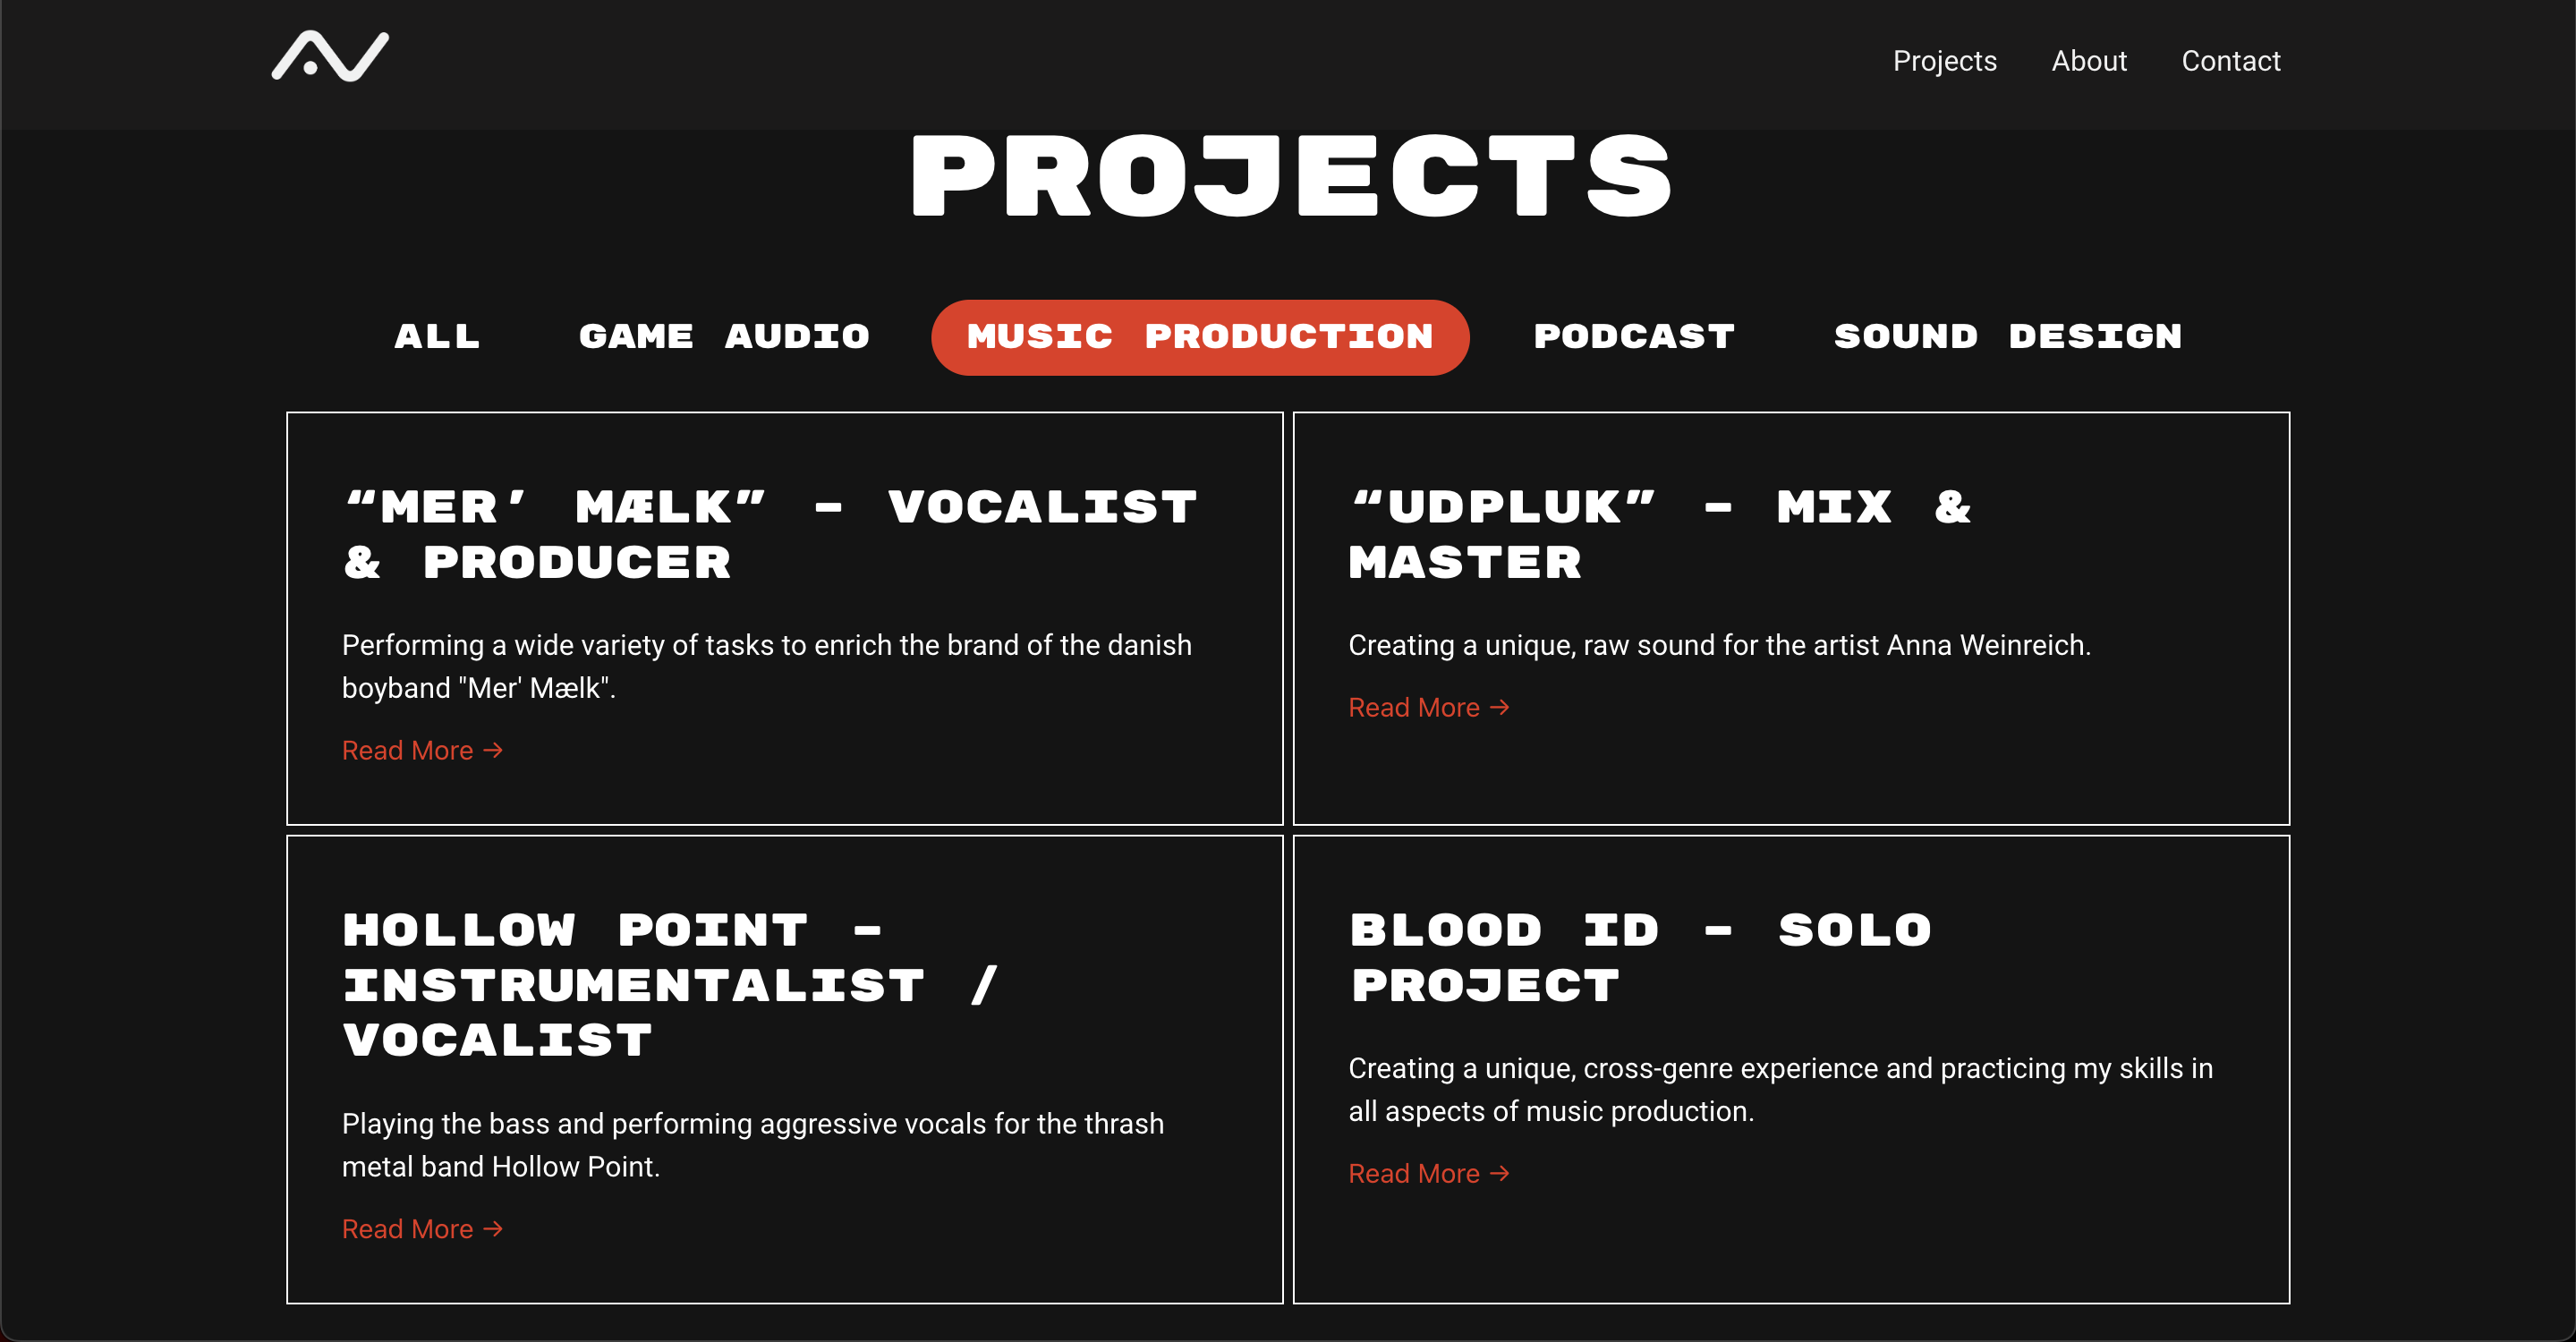 Projects About Contact
PROJECTS
ALL GAME AUDIO MUSIC PRODUCTION PODCAST SOUND DESIGN
“MER’ MÆLK” – VOCALIST
& PRODUCER
Performing a wide variety of tasks to enrich the brand of the danish
boyband "Mer' Mælk".
Read More →
“UDPLUK” – MIX &
MASTER
Creating a unique, raw sound for the artist Anna Weinreich.
Read More →
HOLLOW POINT –
INSTRUMENTALIST /
VOCALIST
Playing the bass and performing aggressive vocals for the thrash
metal band Hollow Point.
Read More →
BLOOD ID – SOLO
PROJECT
Creating a unique, cross-genre experience and practicing my skills in
all aspects of music production.
Read More →